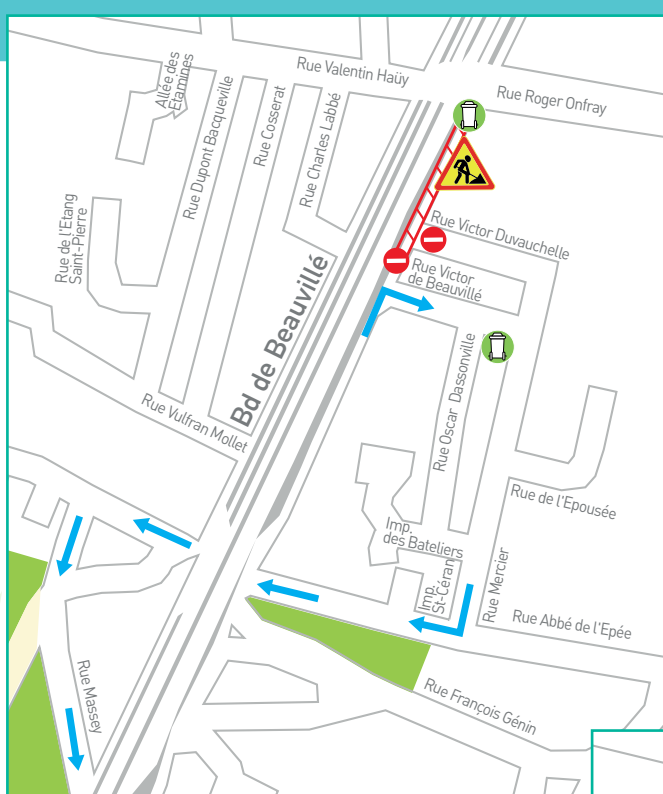 Rue Valentin Haüy
Rue Roger Onfray
Allée des
Étamines
Rue Dupont Bacqueville
Rue Cosserat
Rue Charles Labbé
Rue de l'Etang
Saint-Pierre
Rue Victor Duvauchelle
Rue Victor
de Beauvillé
Bd de Beauvillé
Rue Oscar Dassonville
Rue Vulfran Mollet
Rue de l'Epousée
Imp.
des Bateliers
Imp.
St-Céran
Rue Mercier
Rue Abbé de l'Epée
Rue Massey
Rue François Génin